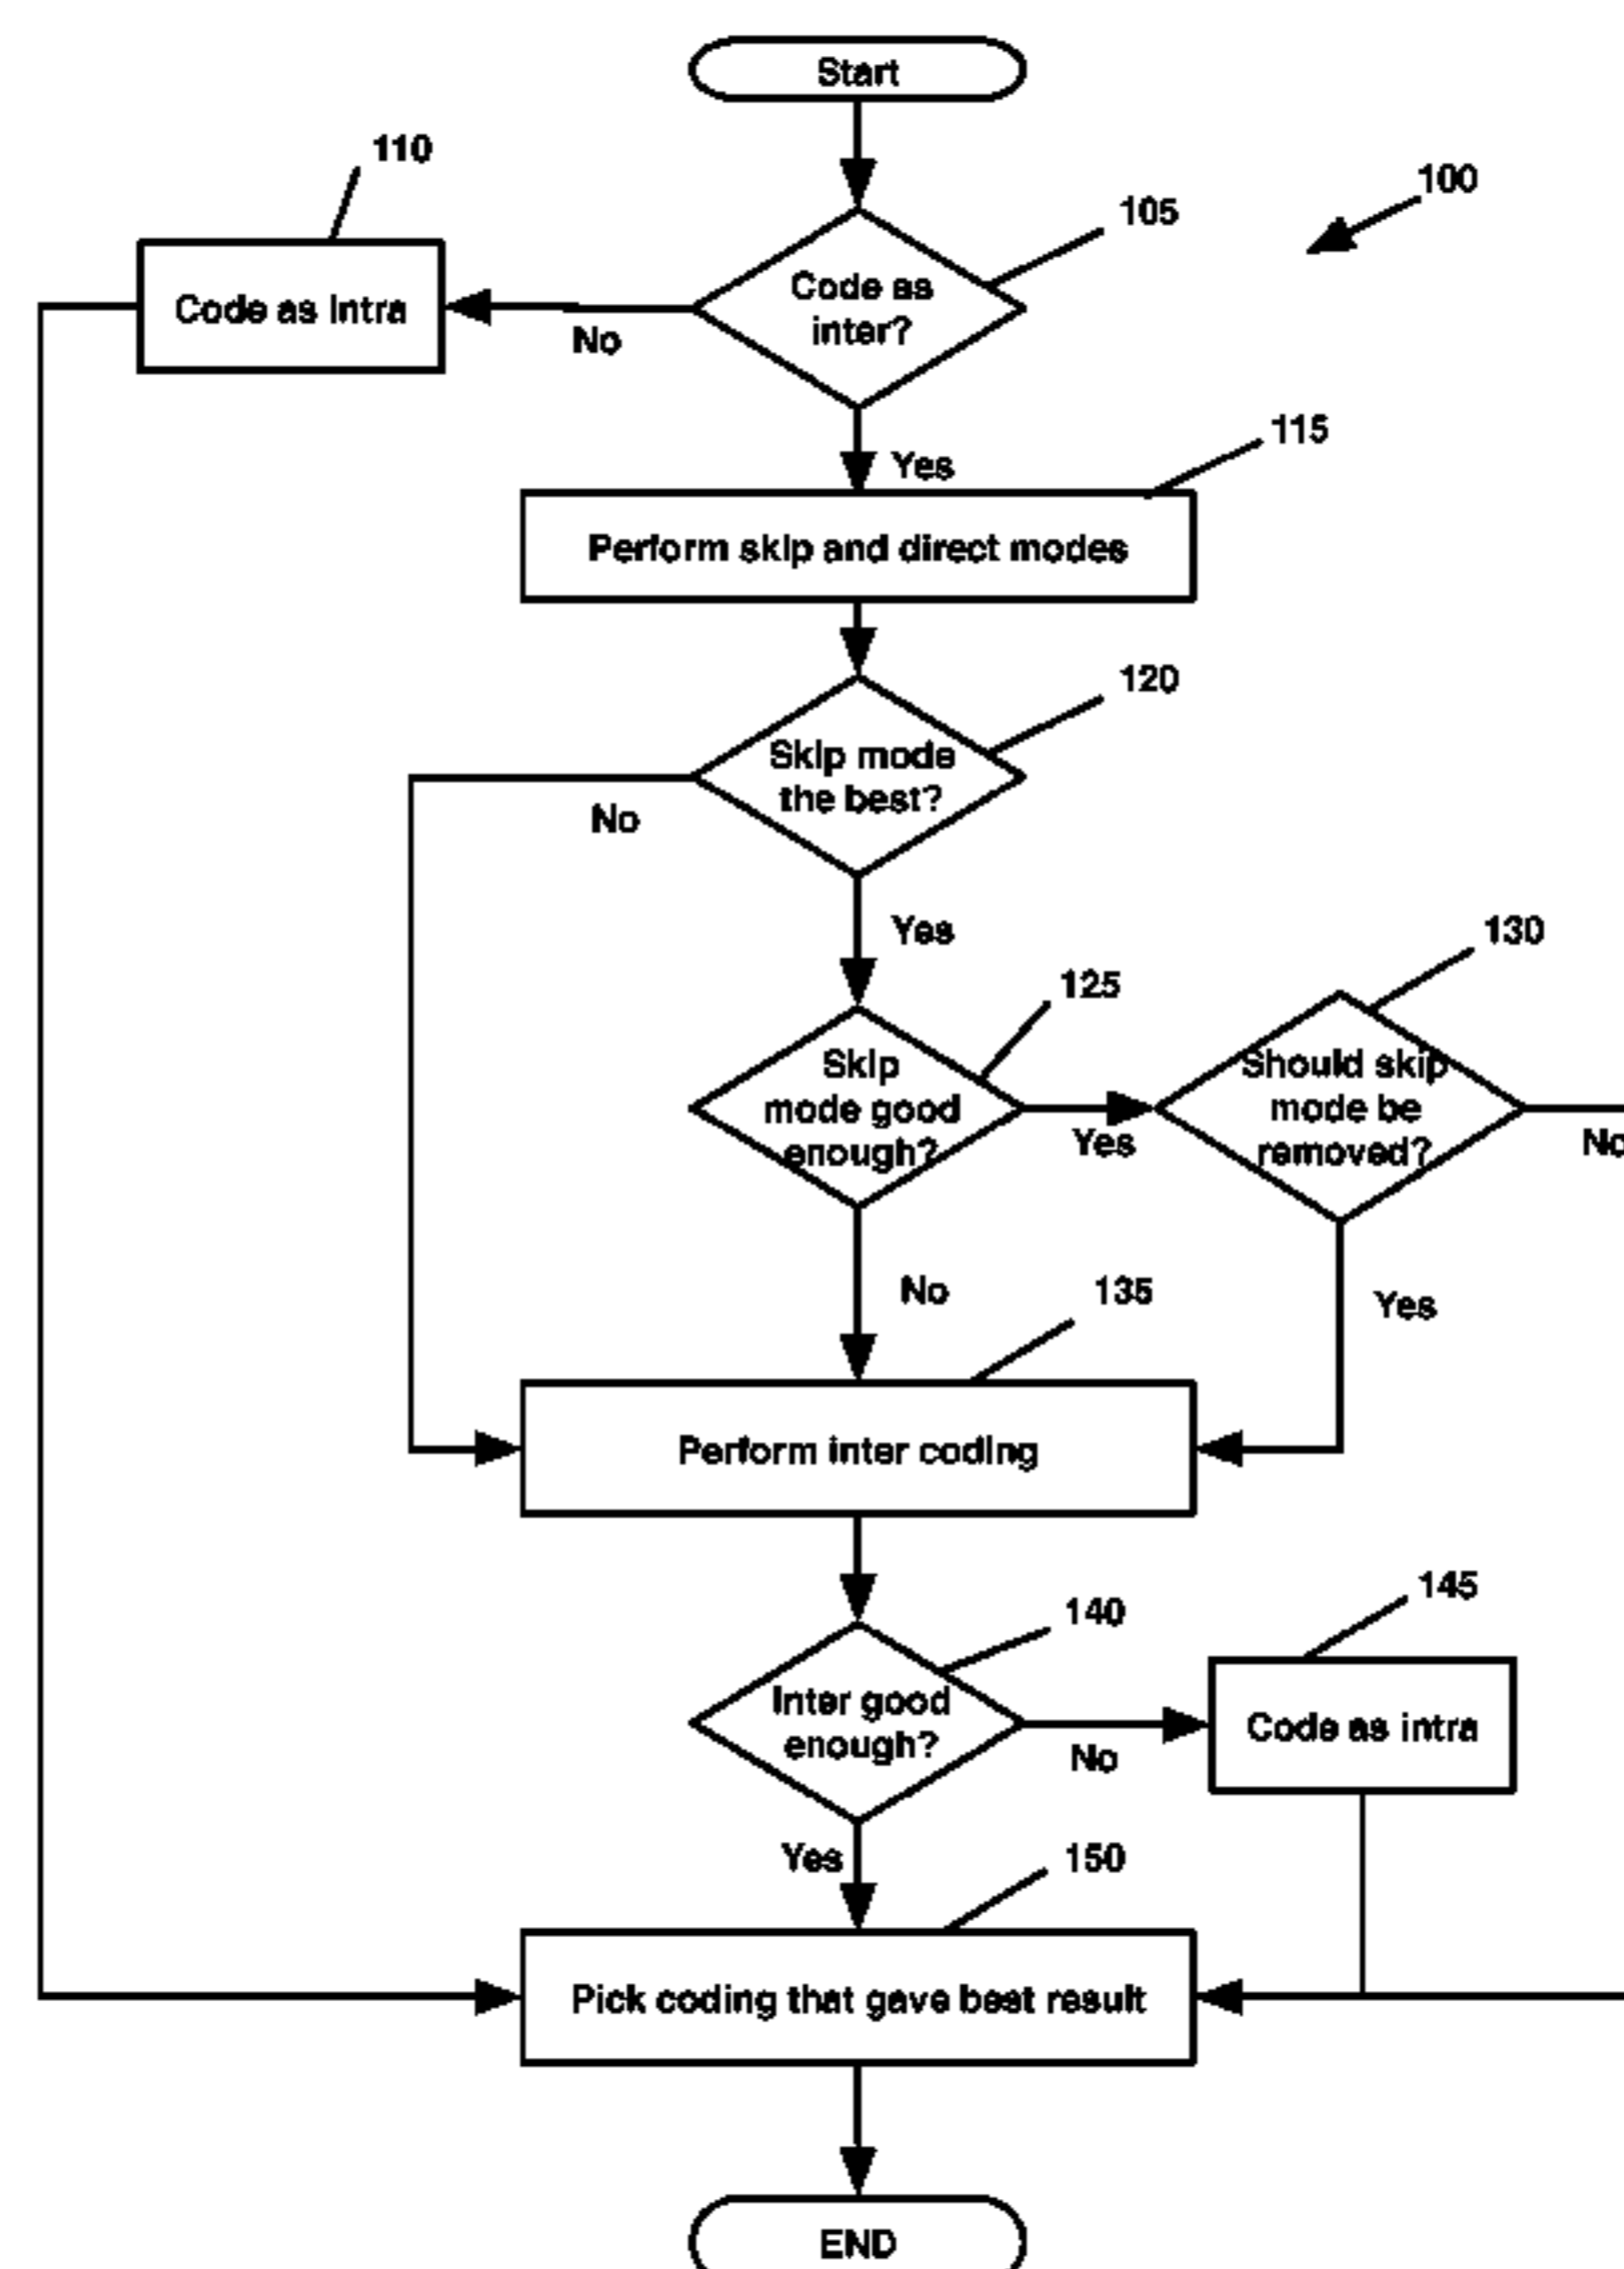 Start
110
100
105
Code as
inter?
Code as intra
No
115
Yes
Perform skip and direct modes
120
Skip mode
the best?
No
Yes
130
125
Skip
mode good
enough?
Should skip
mode be
removed?
Yes
No
No
135
Yes
Perform inter coding
145
140
Inter good
enough?
Code as intra
No
Yes
150
Pick coding that gave best result
END